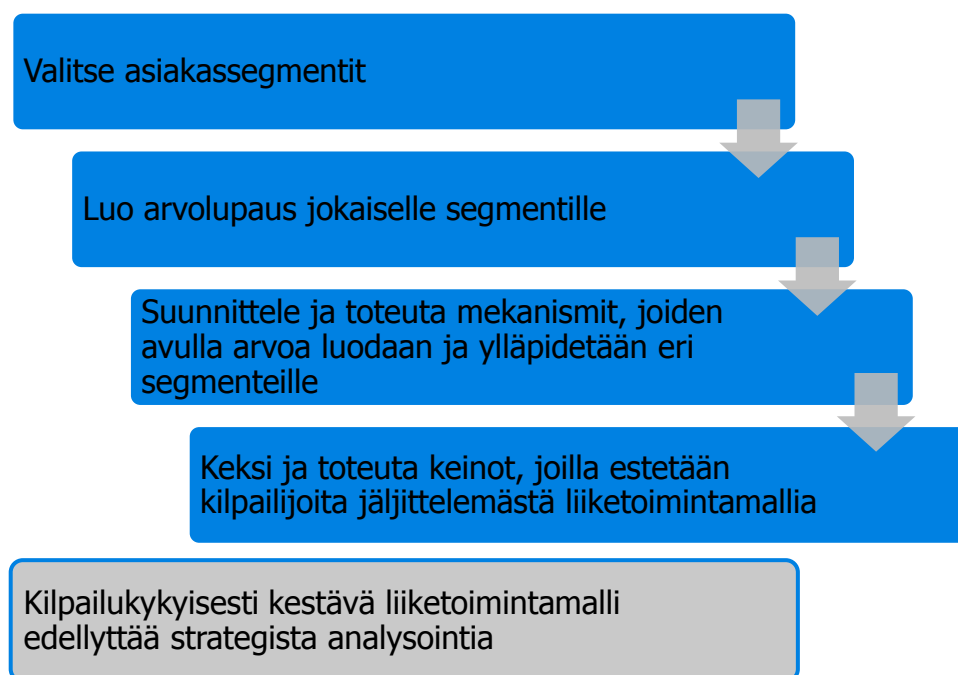 Valitse asiakassegmentit
Luo arvolupaus jokaiselle segmentille
Suunnittele ja toteuta mekanismit, joiden
avulla arvoa luodaan ja ylläpidetään eri
segmenteille
Keksi ja toteuta keinot, joilla estetään
kilpailijoita jäljittelemästä liiketoimintamallia
Kilpailukykyisesti kestävä liiketoimintamalli
edellyttää strategista analysointia